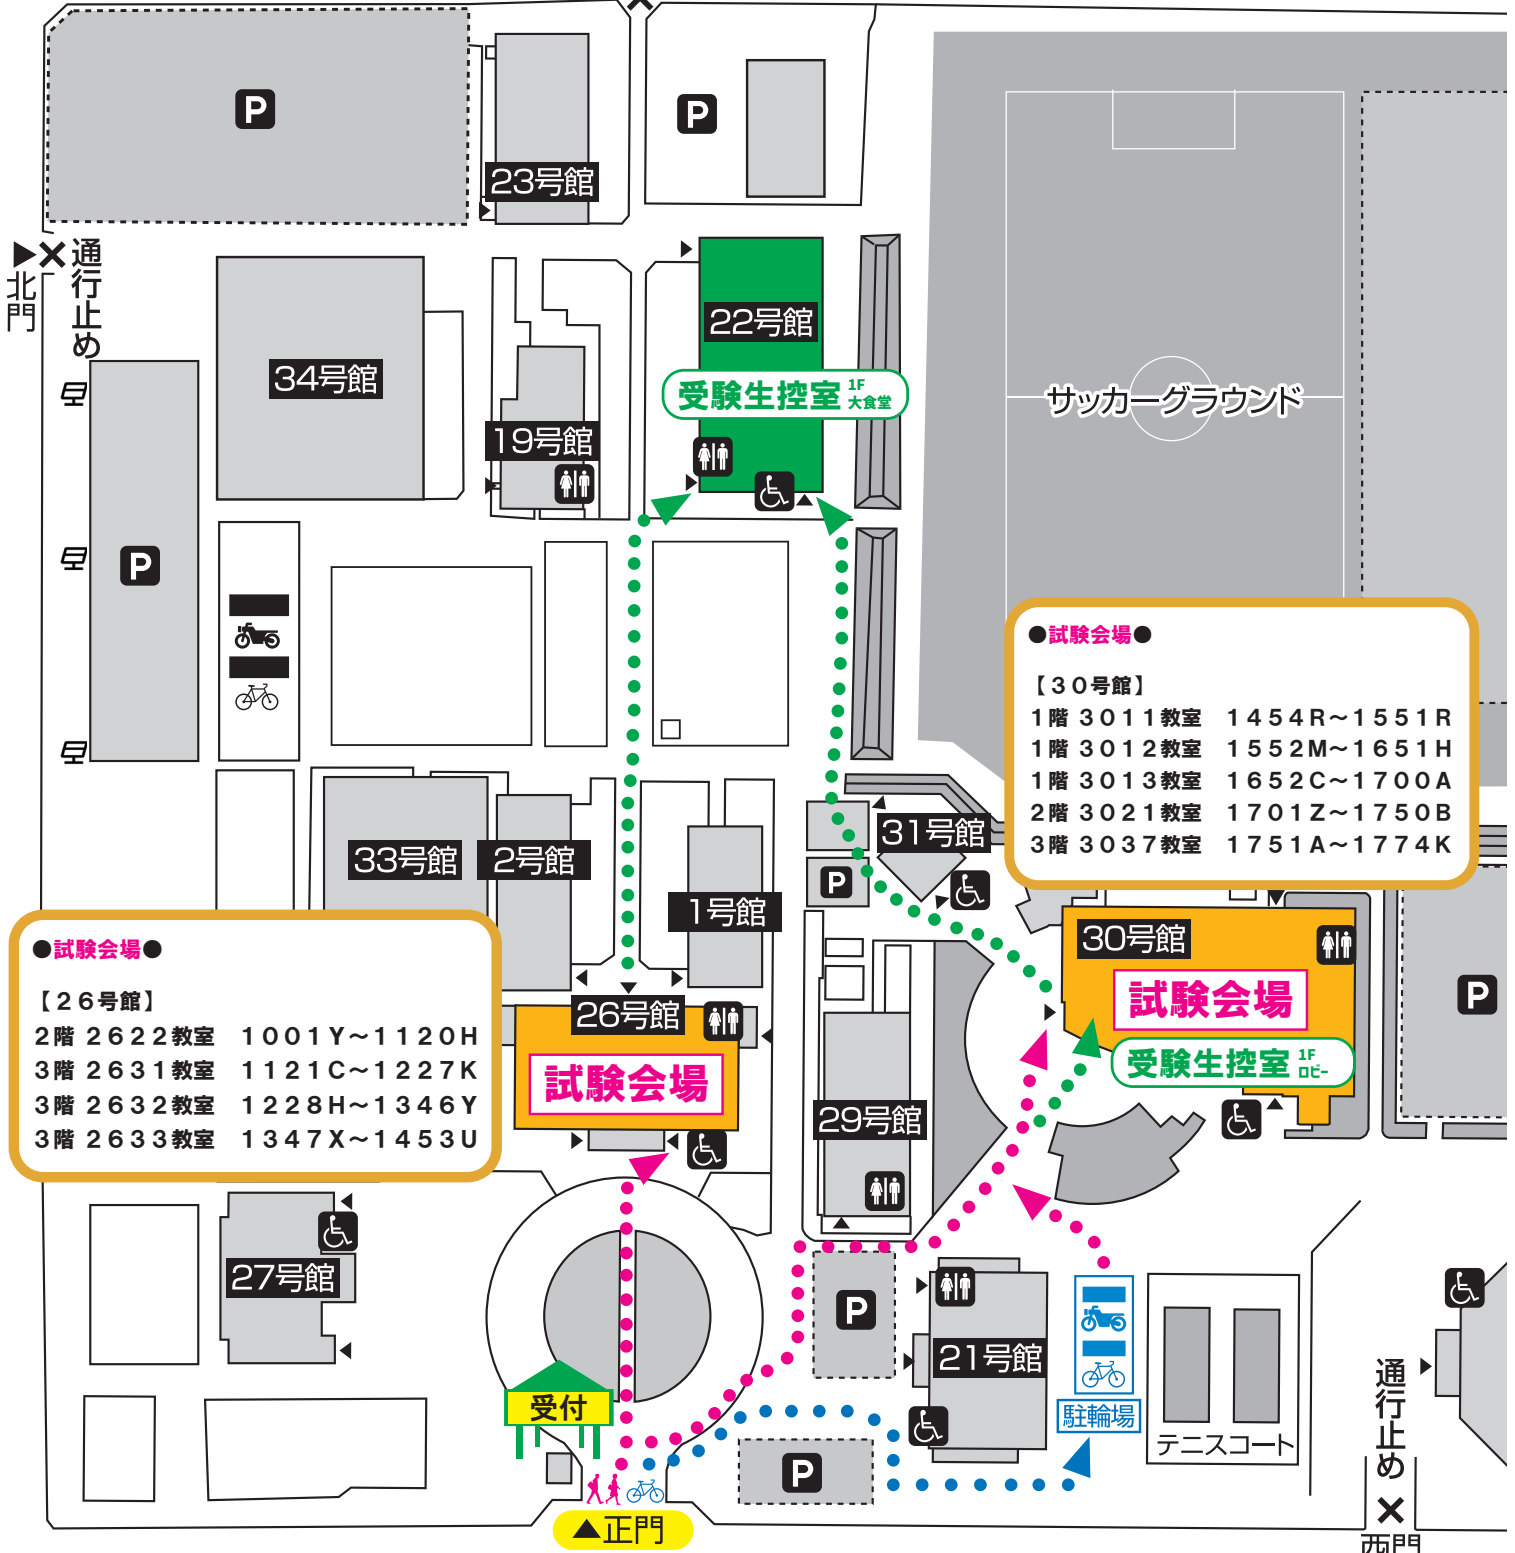 P
P
23号館
北門
通行止め
22号館
34号館
受験生控室 1F 大食堂
サッカーグラウンド
19号館
P
●試験会場●
【30号館】
1階 3011教室 1454R～1551R
1階 3012教室 1552M～1651H
1階 3013教室 1652C～1700A
2階 3021教室 1701Z～1750B
3階 3037教室 1751A～1774K
31号館
33号館
2号館
P
1号館
●試験会場●
【26号館】
2階 2622教室 1001Y～1120H
3階 2631教室 1121C～1227K
3階 2632教室 1228H～1346Y
3階 2633教室 1347X～1453U
30号館
試験会場
P
26号館
試験会場
受験生控室 1F ロビー
29号館
27号館
P
21号館
受付
駐輪場
テニスコート
P
▲正門
通行止め
西門